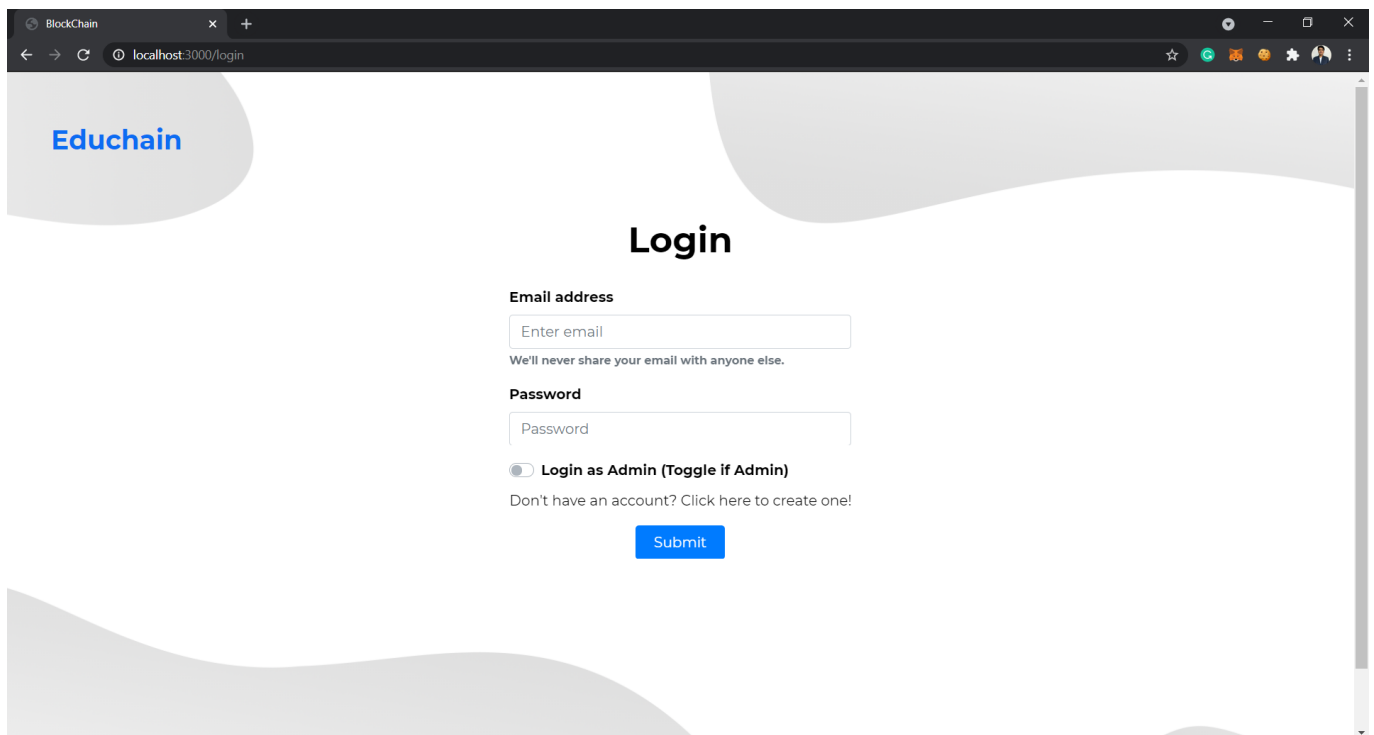 BlockChain
localhost:3000/login
Educhain
Login
Email address
Enter email
We'll never share your email with anyone else.
Password
Password
Login as Admin (Toggle if Admin)
Don't have an account? Click here to create one!
Submit